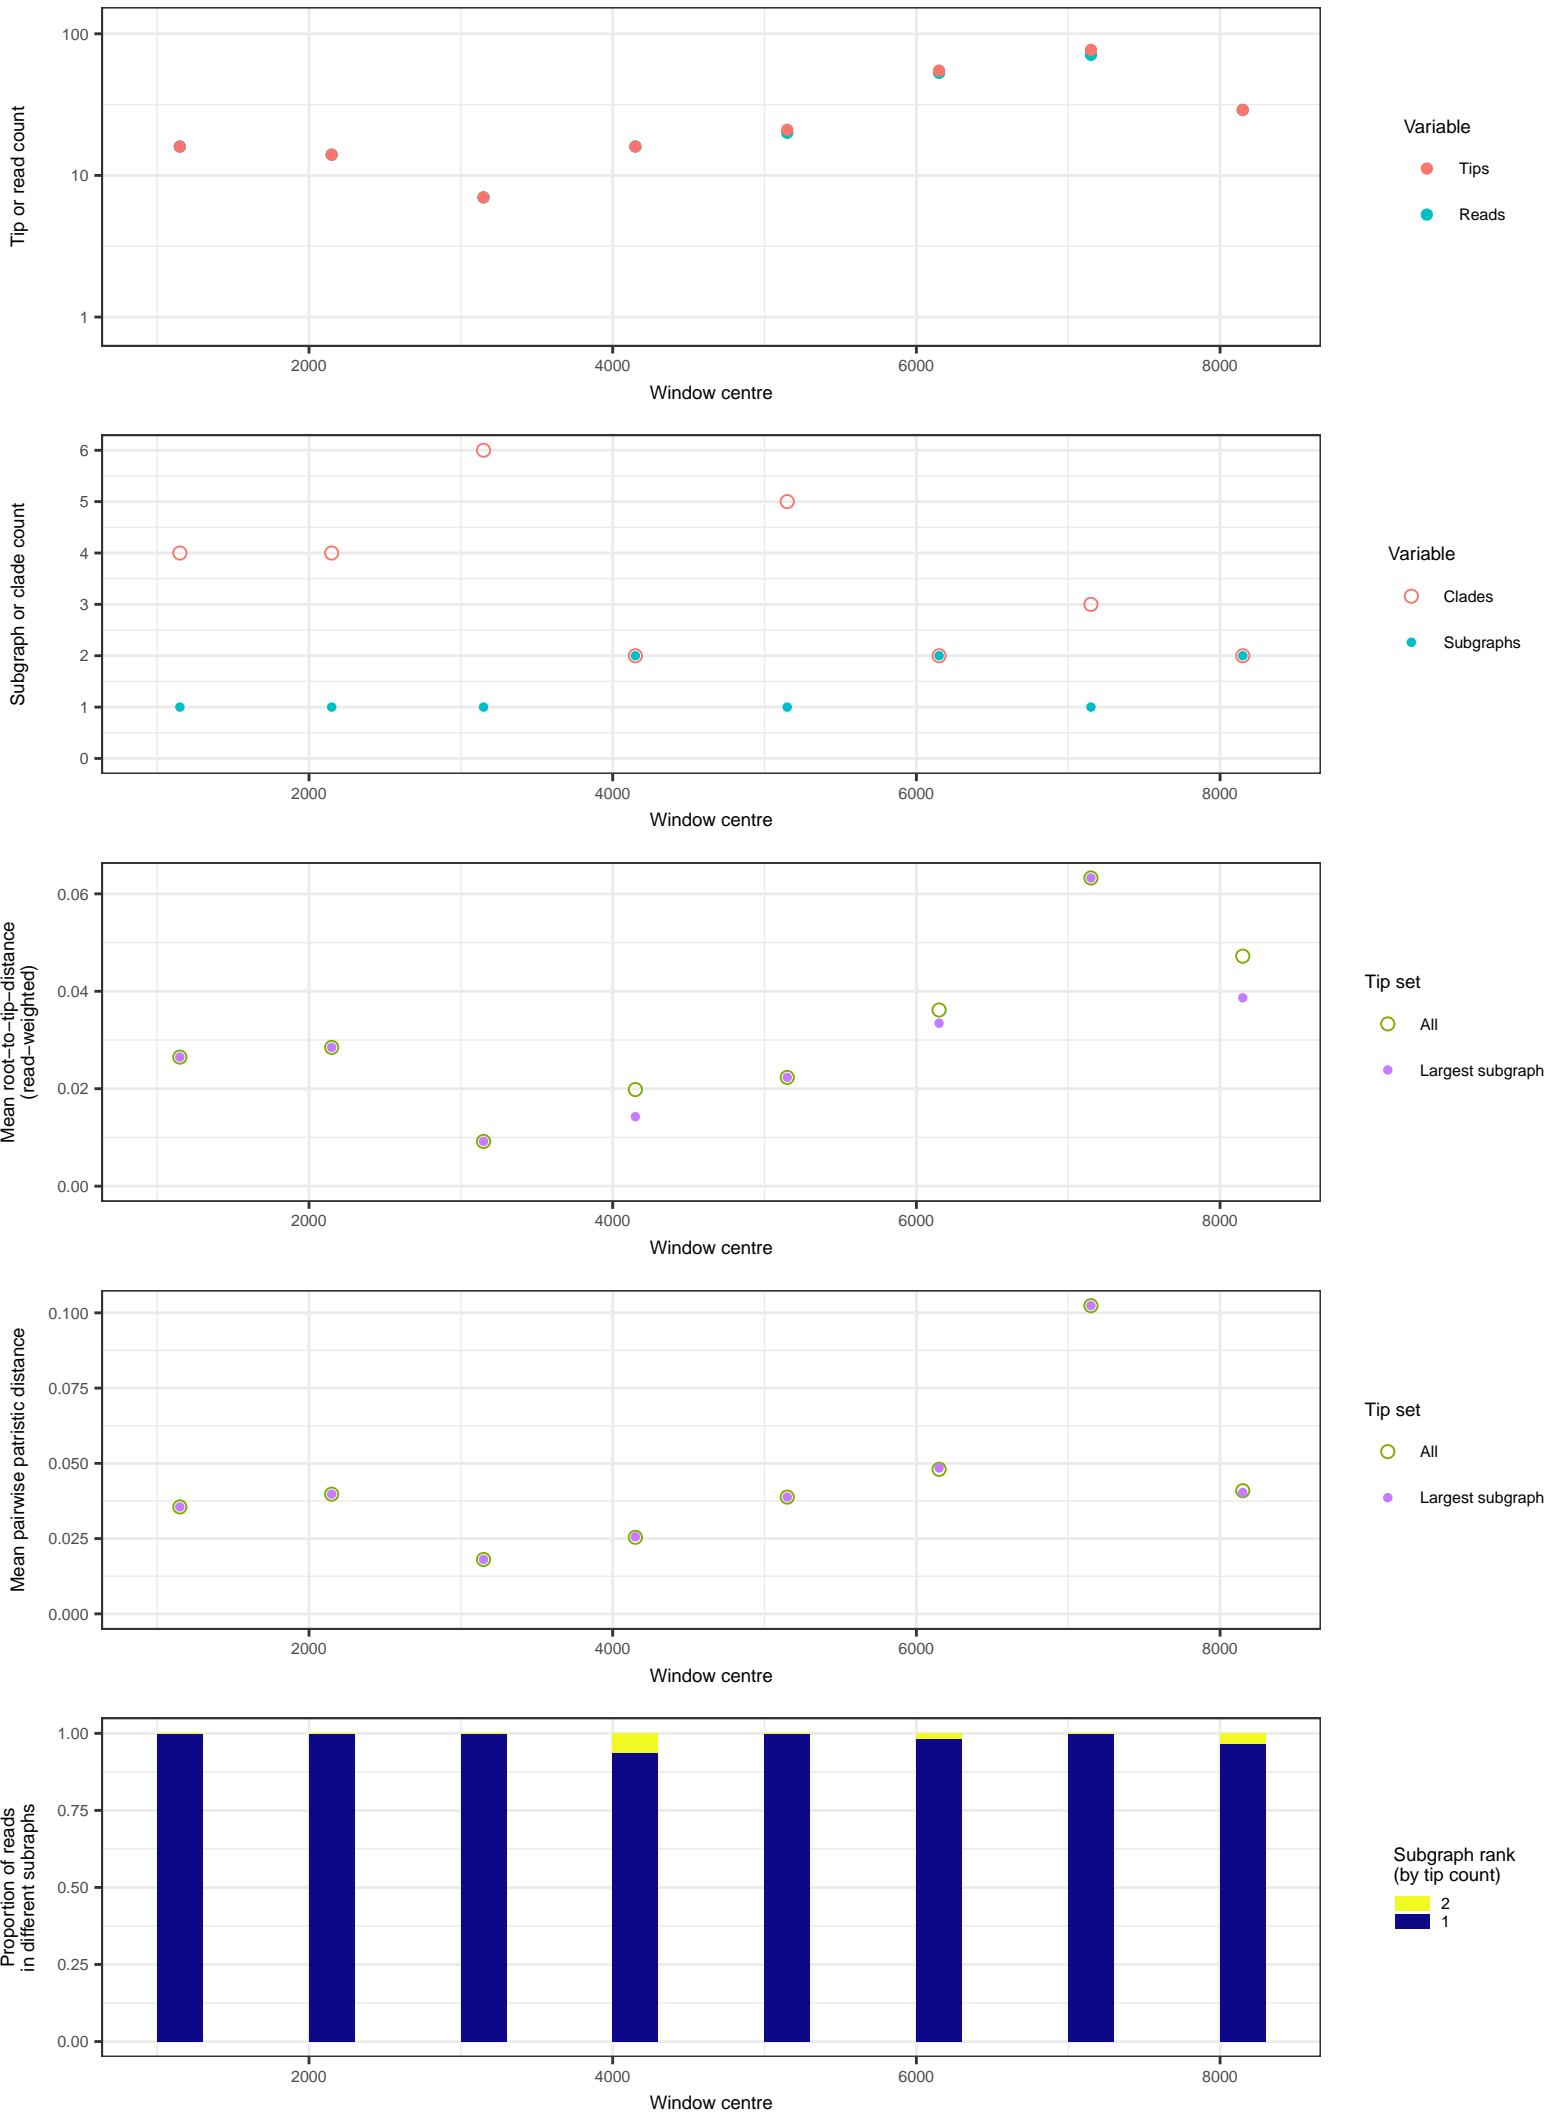 Tip or read count
100
10
1
2000
4000
6000
8000
Window centre
Variable
Tips
Reads
Subgraph or clade count
6
5
4
3
2
1
0
2000
4000
6000
8000
Window centre
Variable
Clades
Subgraphs
Mean root−to−tip−distance
(read−weighted)
0.06
0.04
0.02
0.00
2000
4000
6000
8000
Window centre
Tip set
All
Largest subgraph
Mean pairwise patristic distance
0.100
0.075
0.050
0.025
0.000
2000
4000
6000
8000
Window centre
Tip set
All
Largest subgraph
Proportion of reads
in different subraphs
1.00
0.75
0.50
0.25
0.00
2000
4000
6000
8000
Window centre
Subgraph rank
(by tip count)
2
1